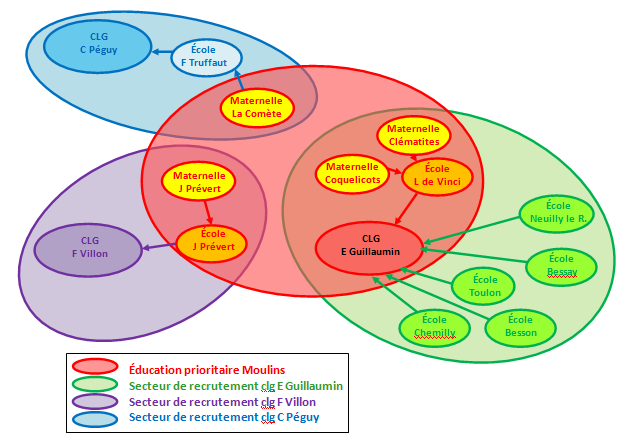 CLG
C Péguy
École
F Truffaut
Maternelle
La Comète
Maternelle
Clématites
Maternelle
Coquelicots
École
L de Vinci
Maternelle
J Prévert
École
J Prévert
CLG
F Villon
CLG
E Guillaumin
École
Neuilly le R.
École
Bessay
École
Toulon
École
Chemilly
École
Besson
Éducation prioritaire Moulins
Secteur de recrutement clg E Guillaumin
Secteur de recrutement clg F Villon
Secteur de recrutement clg C Péguy